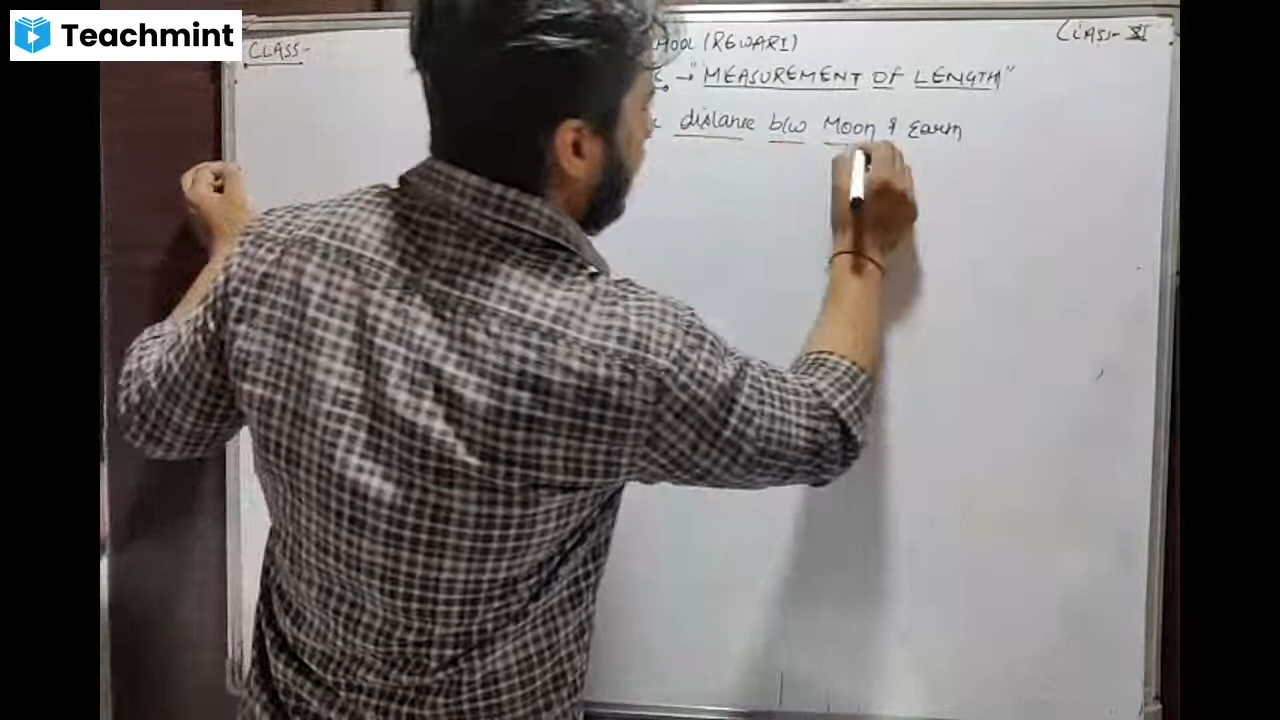 Teachmint
CLASS- HOOL (REWARI) CLASS-XI
→ "MEASUREMENT OF LENGTH"
distance b/w Moon & Earth